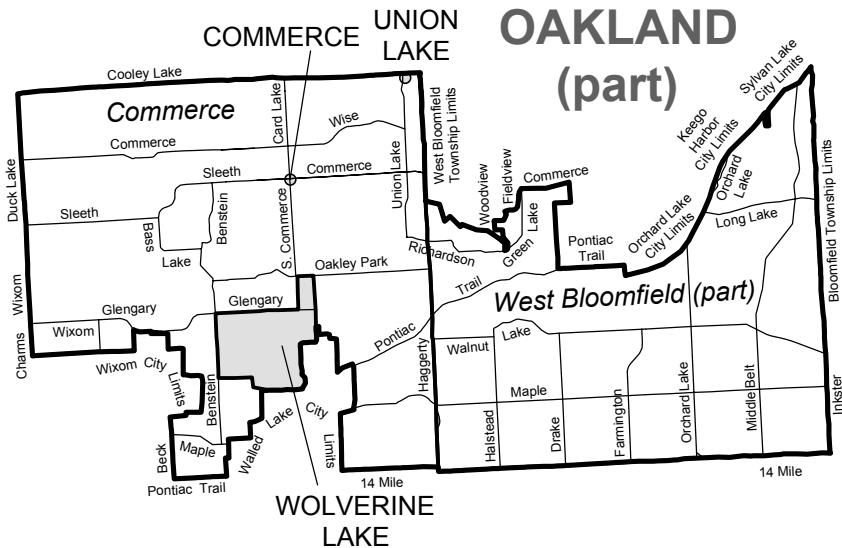 OAKLAND
(part)
UNION
LAKE
COMMERCE
Cooley Lake
Commerce
Card Lake
Wise
Commerce
Sleeth
Commerce
Union Lake
West Bloomfield
Township Limits
Woodview
Fieldview
Commerce
Keego
Harbor
City Limits
Sylvan Lake
City Limits
Orchard
Lake
Duck Lake
Sleeth
Bass
Lake
Benstein
S. Commerce
Richardson
Green
Lake
Pontiac
Trail
Orchard Lake
City Limits
Long Lake
Bloomfield Township Limits
Oakley Park
Wixom
Charms
Glengary
Glengary
Wixom
Wixom
City
Limits
Pontiac
Trail
West Bloomfield (part)
Walnut
Lake
Haggerty
Maple
Benstein
Beck
Maple
Walled
Lake
City
Limits
Halstead
Drake
Farmington
Orchard Lake
Middle Belt
Inkster
Pontiac Trail
14 Mile
14 Mile
WOLVERINE
LAKE